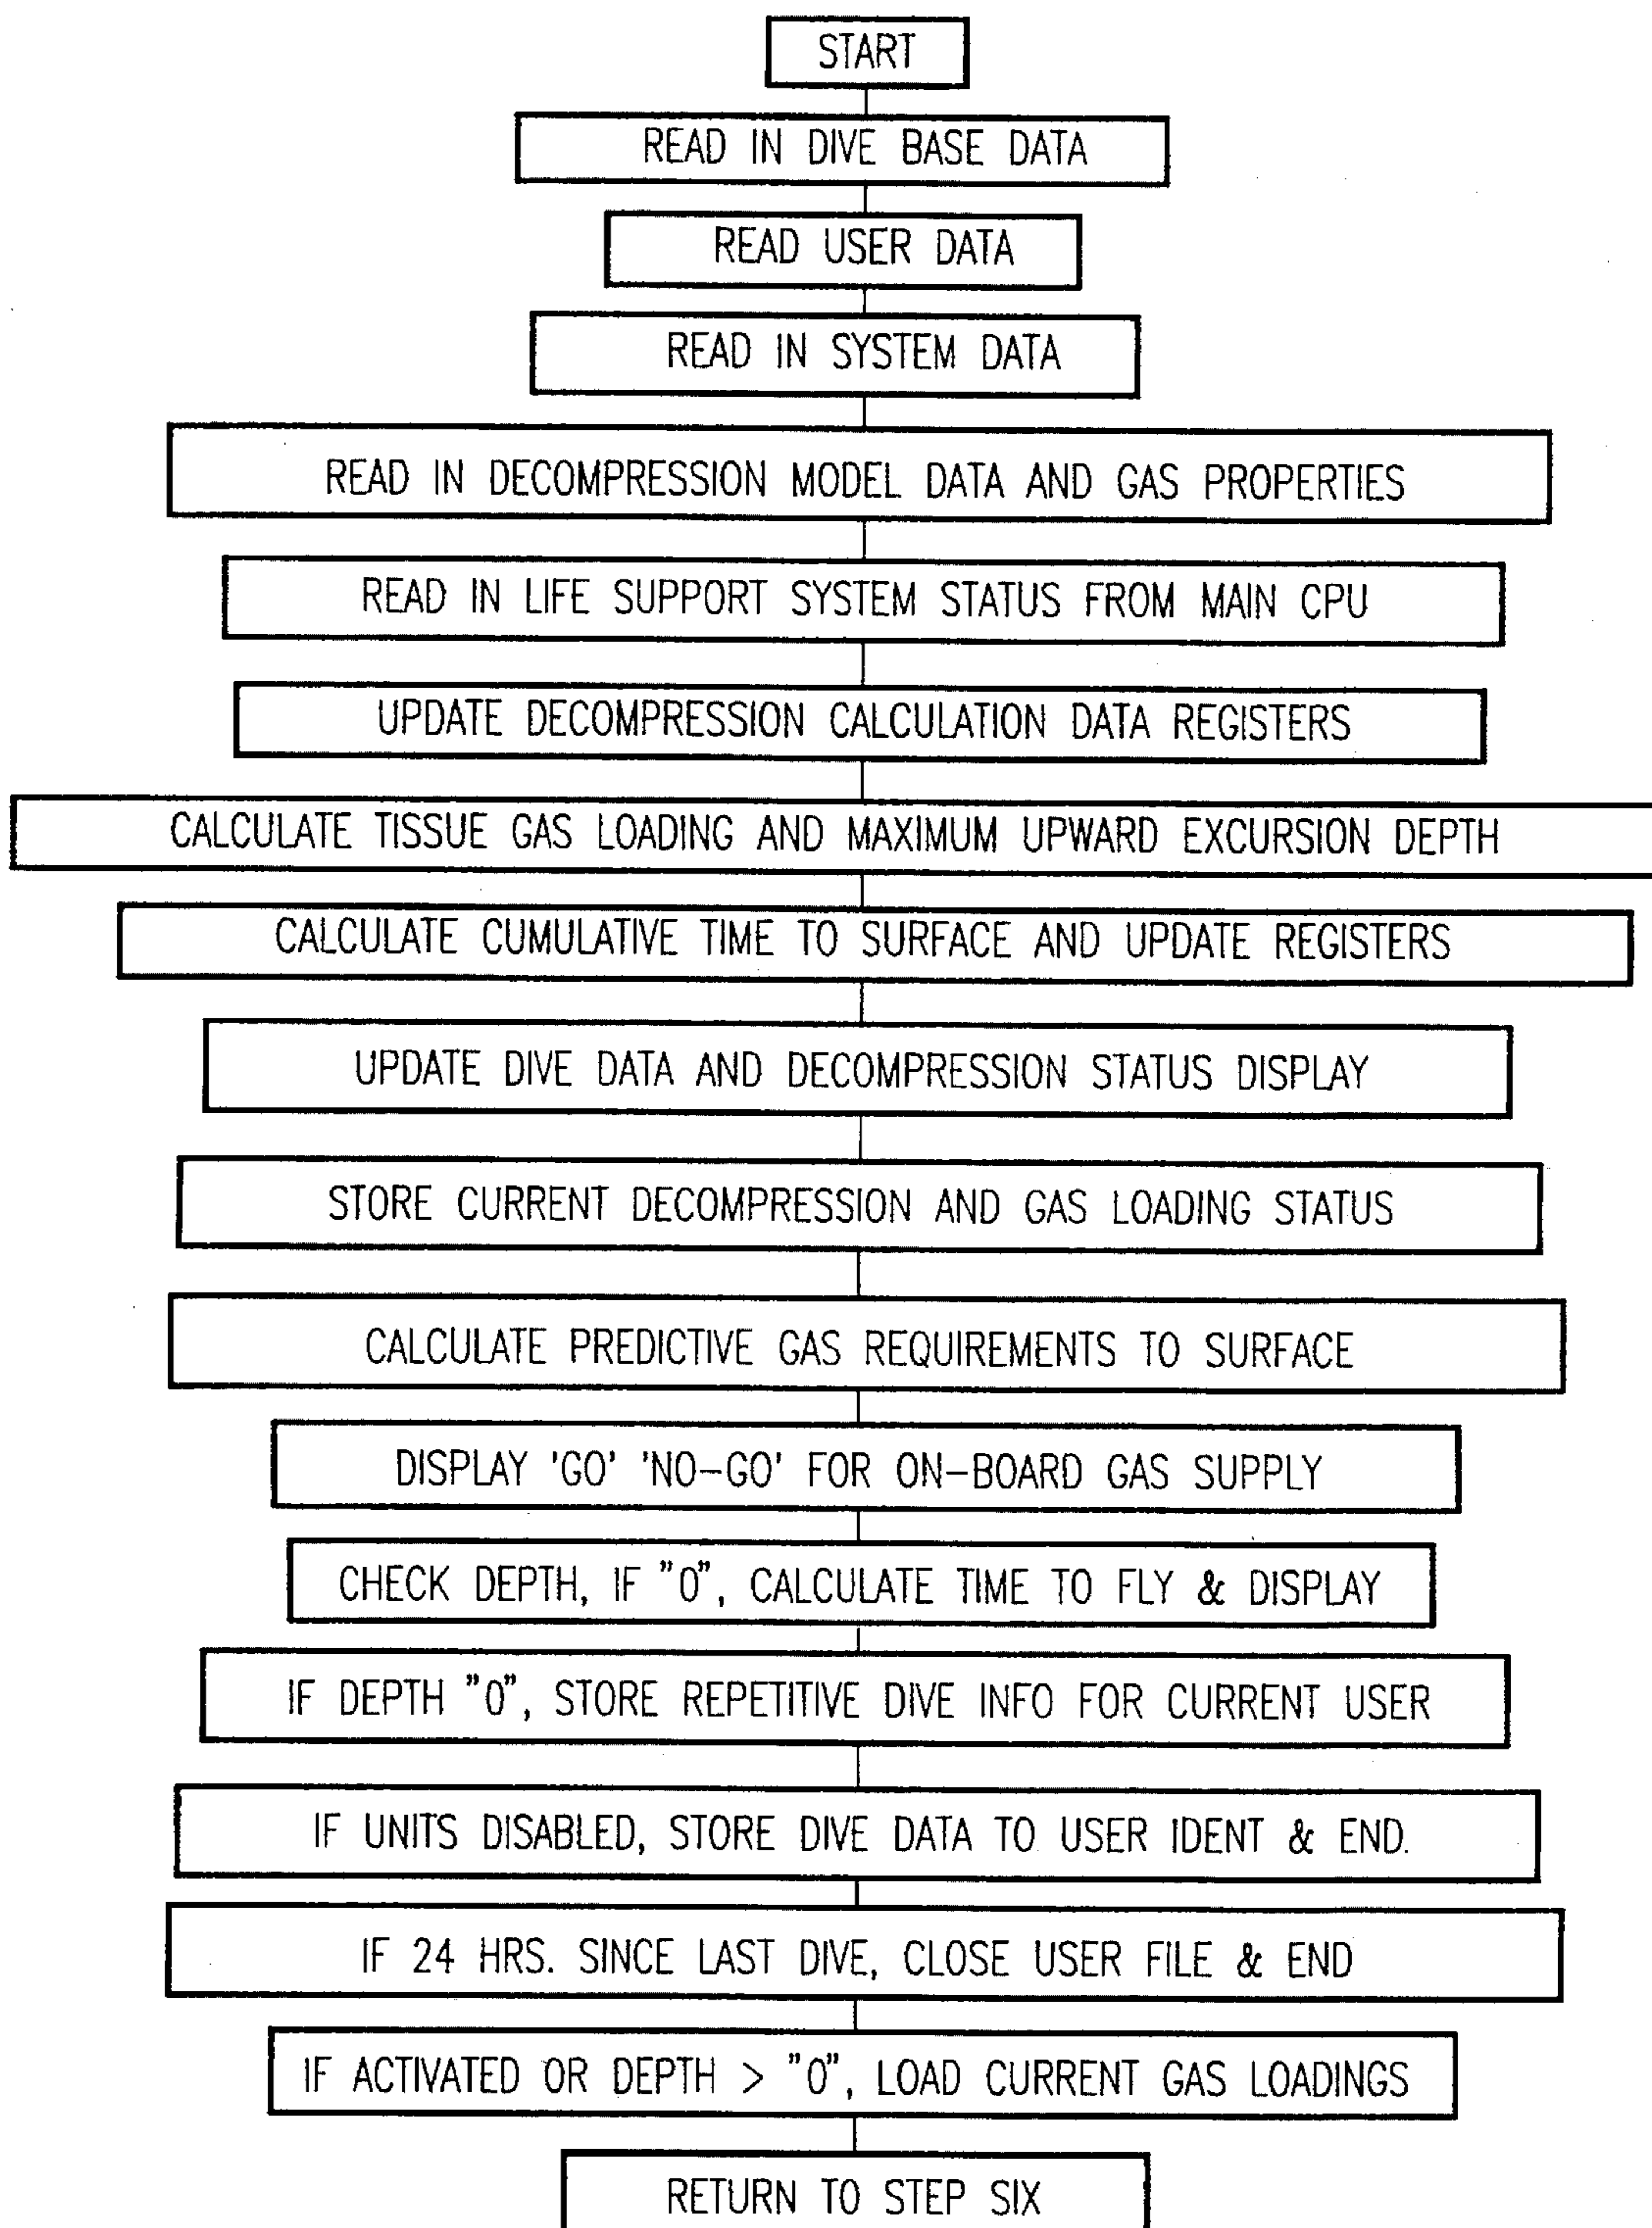 START
READ IN DIVE BASE DATA
READ USER DATA
READ IN SYSTEM DATA
READ IN DECOMPRESSION MODEL DATA AND GAS PROPERTIES
READ IN LIFE SUPPORT SYSTEM STATUS FROM MAIN CPU
UPDATE DECOMPRESSION CALCULATION DATA REGISTERS
CALCULATE TISSUE GAS LOADING AND MAXIMUM UPWARD EXCURSION DEPTH
CALCULATE CUMULATIVE TIME TO SURFACE AND UPDATE REGISTERS
UPDATE DIVE DATA AND DECOMPRESSION STATUS DISPLAY
STORE CURRENT DECOMPRESSION AND GAS LOADING STATUS
CALCULATE PREDICTIVE GAS REQUIREMENTS TO SURFACE
DISPLAY 'GO' 'NO-GO' FOR ON-BOARD GAS SUPPLY
CHECK DEPTH, IF "0", CALCULATE TIME TO FLY & DISPLAY
IF DEPTH "0", STORE REPETITIVE DIVE INFO FOR CURRENT USER
IF UNITS DISABLED, STORE DIVE DATA TO USER IDENT & END.
IF 24 HRS. SINCE LAST DIVE, CLOSE USER FILE & END
IF ACTIVATED OR DEPTH > "0", LOAD CURRENT GAS LOADINGS
RETURN TO STEP SIX